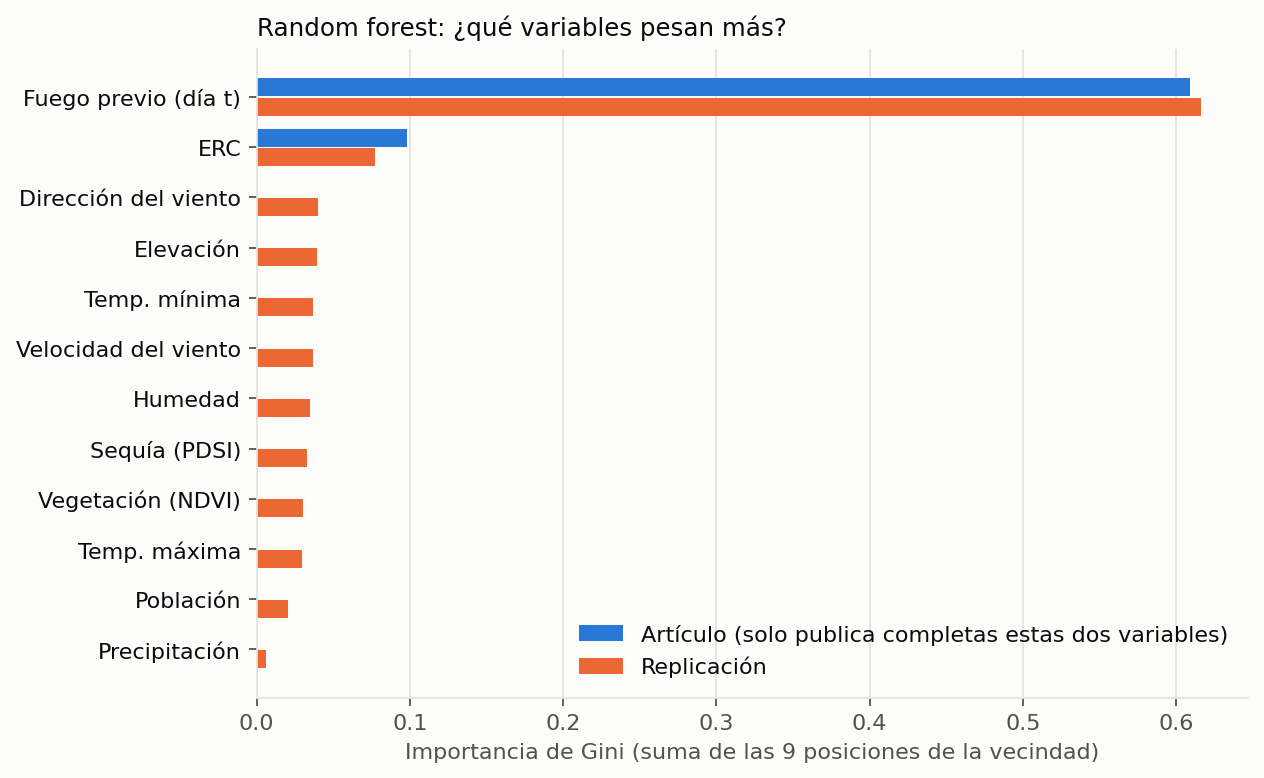 Random forest: ¿qué variables pesan más?
Fuego previo (día t)
ERC
Dirección del viento
Elevación
Temp. mínima
Velocidad del viento
Humedad
Sequía (PDSI)
Vegetación (NDVI)
Temp. máxima
Población
Precipitación
Artículo (solo publica completas estas dos variables)
Replicación
0.0 0.1 0.2 0.3 0.4 0.5 0.6
Importancia de Gini (suma de las 9 posiciones de la vecindad)